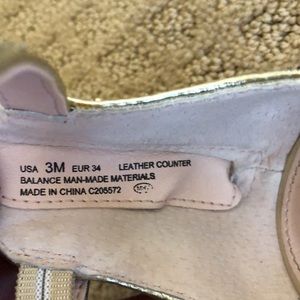 USA 3M EUR 34 LEATHER COUNTER
BALANCE MAN-MADE MATERIALS
MADE IN CHINA C205572